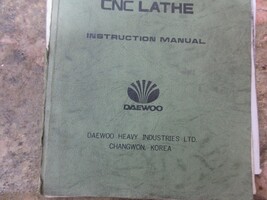 CNC LATHE
INSTRUCTION MANUAL
DAEWOO
DAEWOO HEAVY INDUSTRIES LTD.
CHANGWON, KOREA